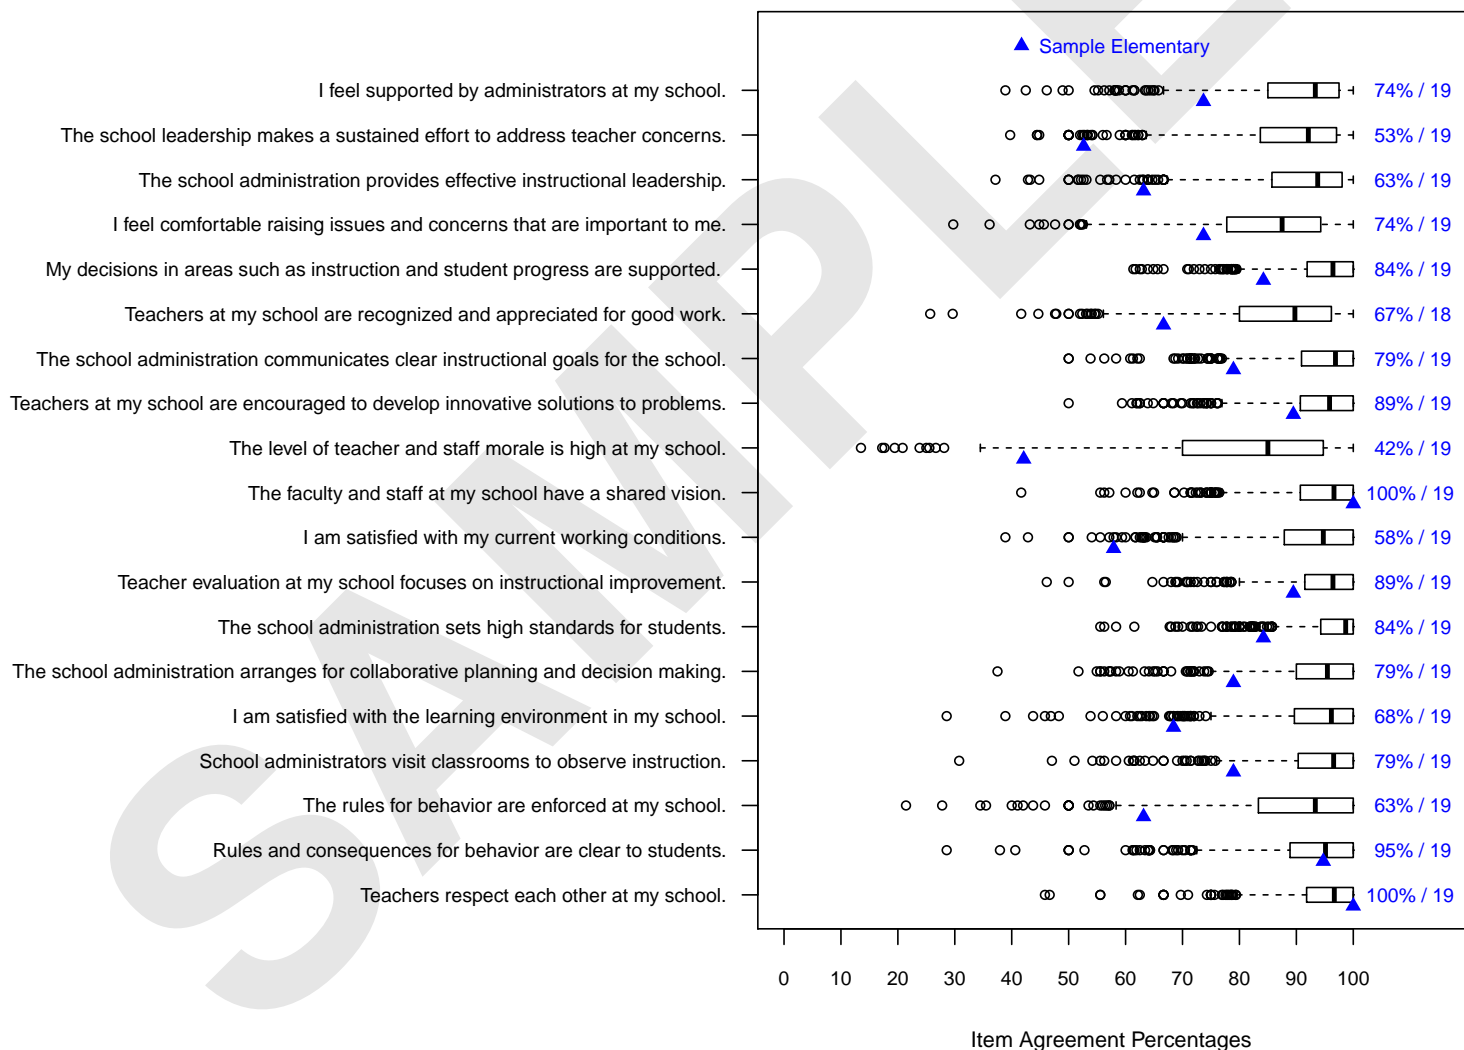 Sample Elementary
I feel supported by administrators at my school. 74% / 19
The school leadership makes a sustained effort to address teacher concerns. 53% / 19
The school administration provides effective instructional leadership. 63% / 19
I feel comfortable raising issues and concerns that are important to me. 74% / 19
My decisions in areas such as instruction and student progress are supported. 84% / 19
Teachers at my school are recognized and appreciated for good work. 67% / 18
The school administration communicates clear instructional goals for the school. 79% / 19
Teachers at my school are encouraged to develop innovative solutions to problems. 89% / 19
The level of teacher and staff morale is high at my school. 42% / 19
The faculty and staff at my school have a shared vision. 100% / 19
I am satisfied with my current working conditions. 58% / 19
Teacher evaluation at my school focuses on instructional improvement. 89% / 19
The school administration sets high standards for students. 84% / 19
The school administration arranges for collaborative planning and decision making. 79% / 19
I am satisfied with the learning environment in my school. 68% / 19
School administrators visit classrooms to observe instruction. 79% / 19
The rules for behavior are enforced at my school. 63% / 19
Rules and consequences for behavior are clear to students. 95% / 19
Teachers respect each other at my school. 100% / 19
0 10 20 30 40 50 60 70 80 90 100
Item Agreement Percentages
SAMPLE